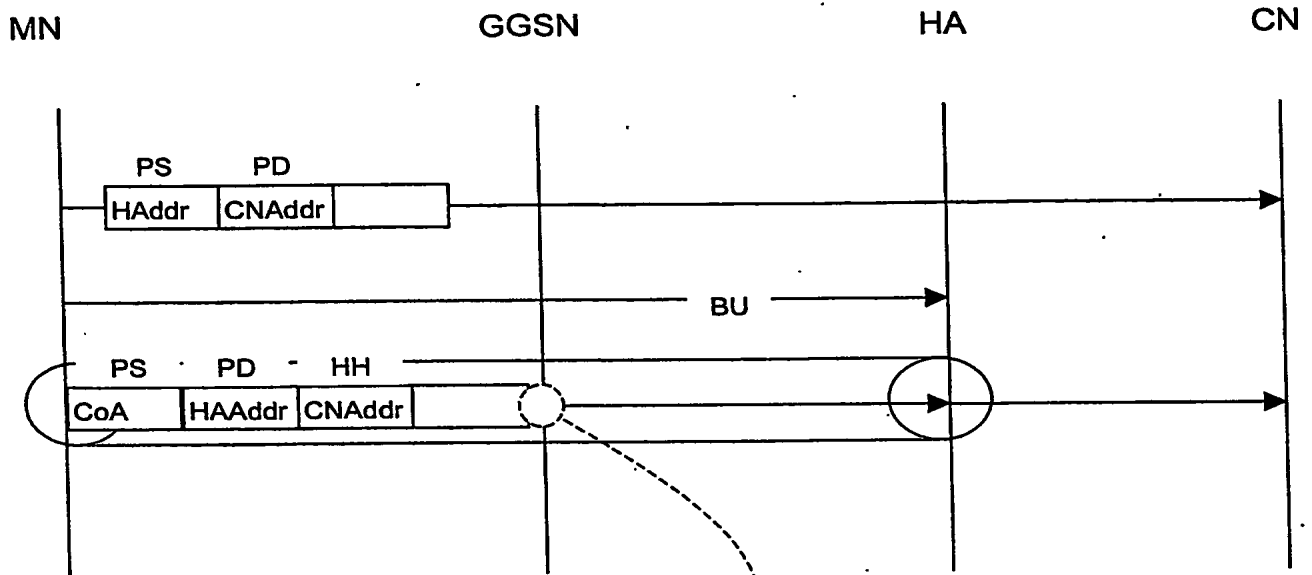 MN GGSN HA CN
PS PD
HAddr CNAddr
BU
PS PD HH
CoA HAAddr CNAddr